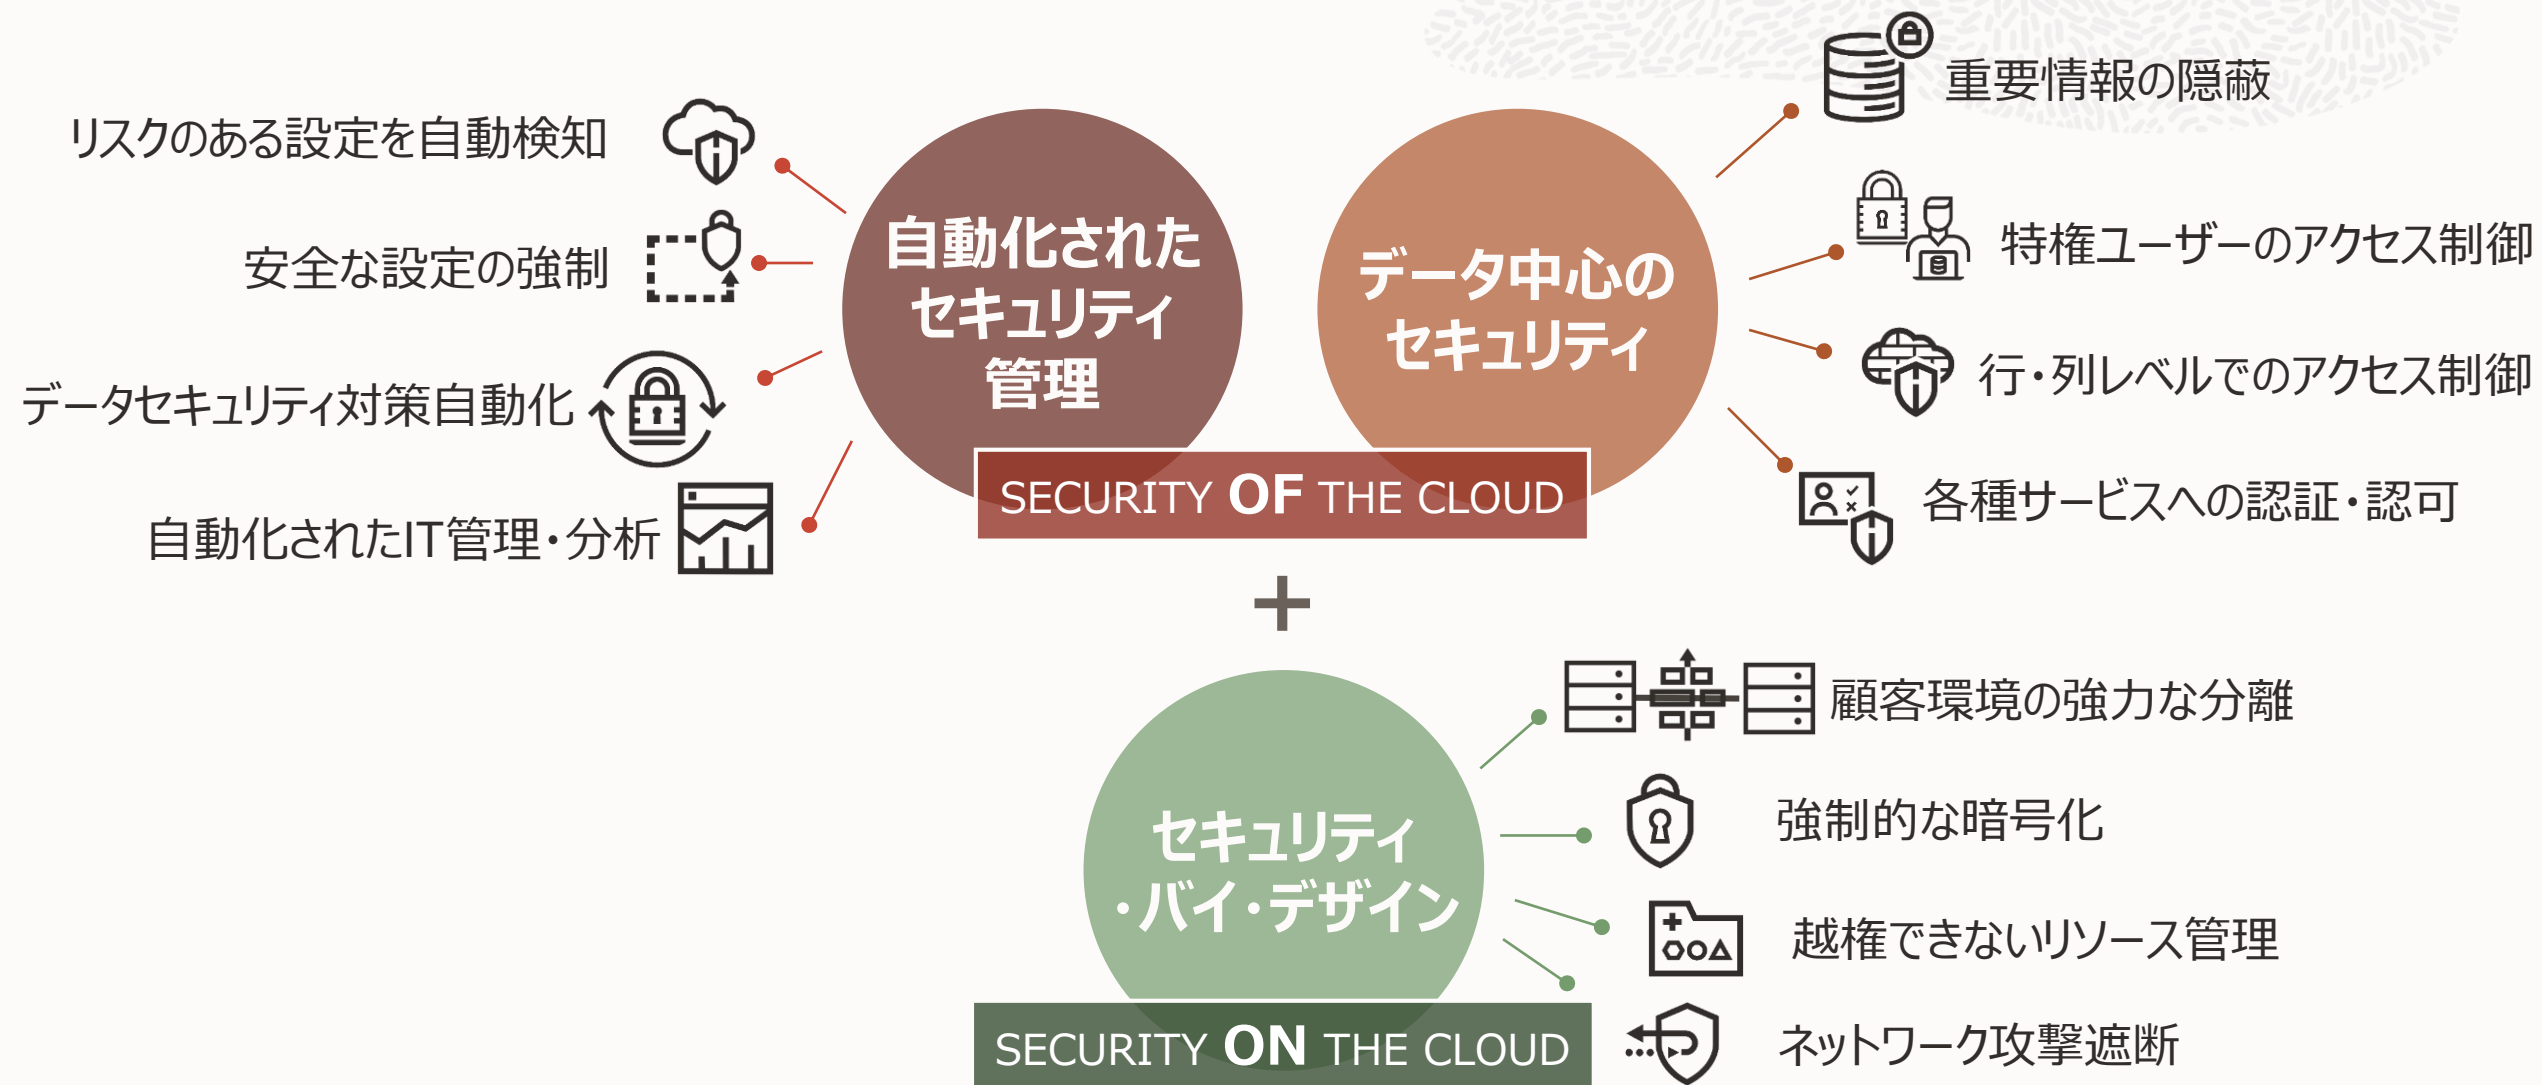 リスクのある設定を自動検知
安全な設定の強制
データセキュリティ対策自動化
自動化されたIT管理・分析
自動化された
セキュリティ
管理
データ中心の
セキュリティ
重要情報の隠蔽
特権ユーザーのアクセス制御
行・列レベルでのアクセス制御
各種サービスへの認証・認可
SECURITY OF THE CLOUD
+
セキュリティ
・バイ・デザイン
顧客環境の強力な分離
強制的な暗号化
越権できないリソース管理
ネットワーク攻撃遮断
SECURITY ON THE CLOUD